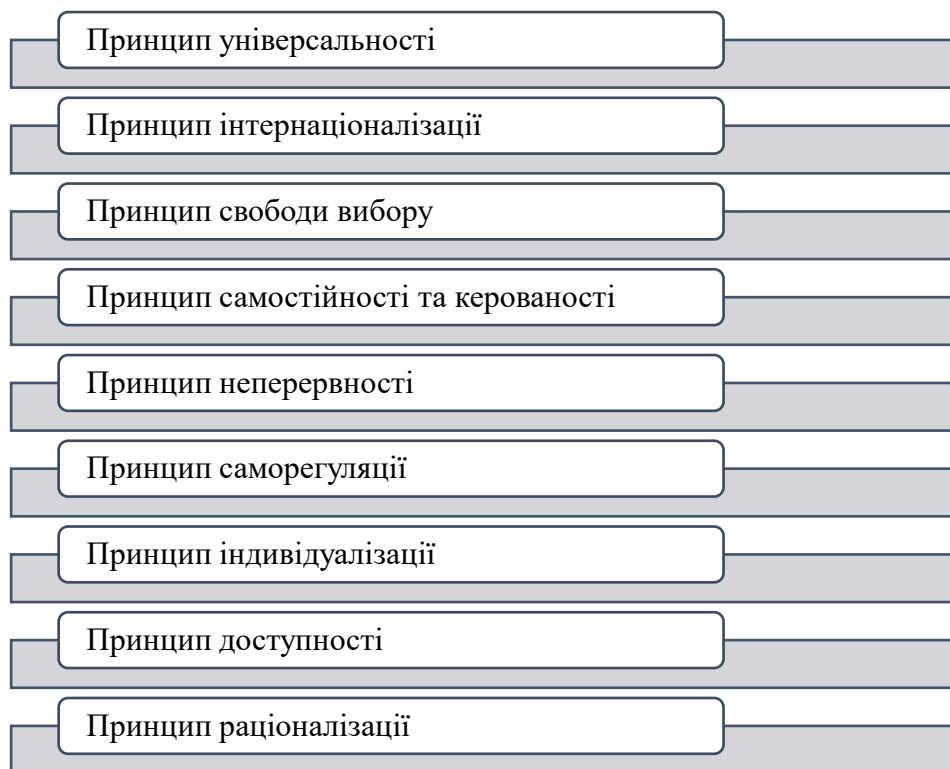 Принцип універсальності
Принцип інтернаціоналізації
Принцип свободи вибору
Принцип самостійності та керованості
Принцип неперервності
Принцип саморегуляції
Принцип індивідуалізації
Принцип доступності
Принцип раціоналізації